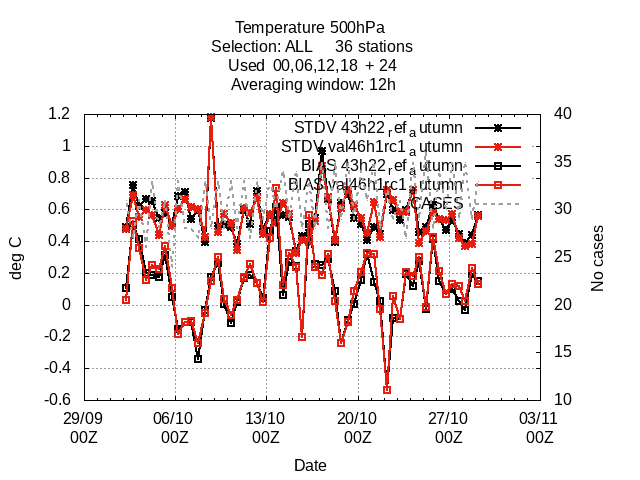 Temperature 500hPa
Selection: ALL 36 stations
Used 00,06,12,18 + 24
Averaging window: 12h
STDV 43h22_ref_autumn
STDV val46h1rc1_autumn
BIAS 43h22_ref_autumn
BIAS val46h1rc1_autumn
CASES
1.2
1
0.8
0.6
0.4
0.2
0
-0.2
-0.4
-0.6
deg C
40
35
30
25
20
15
10
No cases
29/09 06/10 13/10 20/10 27/10 03/11
00Z 00Z 00Z 00Z 00Z 00Z
Date